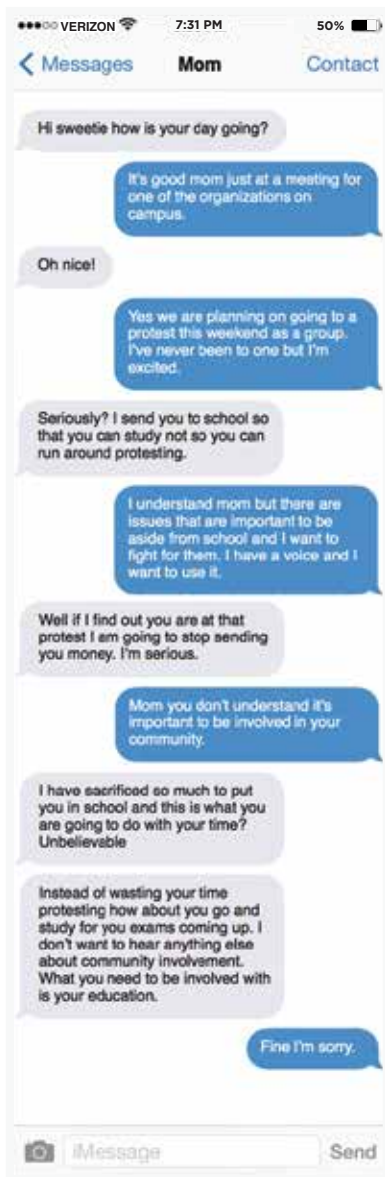 VERIZON 7:31 PM 50%
Messages Mom Contact
Hi sweetie how is your day going?
It's good mom just at a meeting for
one of the organizations on
campus.
Oh nice!
Yes we are planning on going to a
protest this weekend as a group.
I've never been to one but I'm
excited.
Seriously? I send you to school so
that you can study not so you can
run around protesting.
I understand mom but there are
issues that are important to be
aside from school and I want to
fight for them. I have a voice and I
want to use it.
Well if I find out you are at that
protest I am going to stop sending
you money. I'm serious.
Mom you don't understand it's
important to be involved in your
community.
I have sacrificed so much to put
you in school and this is what you
are going to do with your time?
Unbelievable
Instead of wasting your time
protesting how about you go and
study for you exams coming up. I
don't want to hear anything else
about community involvement.
What you need to be involved with
is your education.
Fine I'm sorry.
iMessage Send